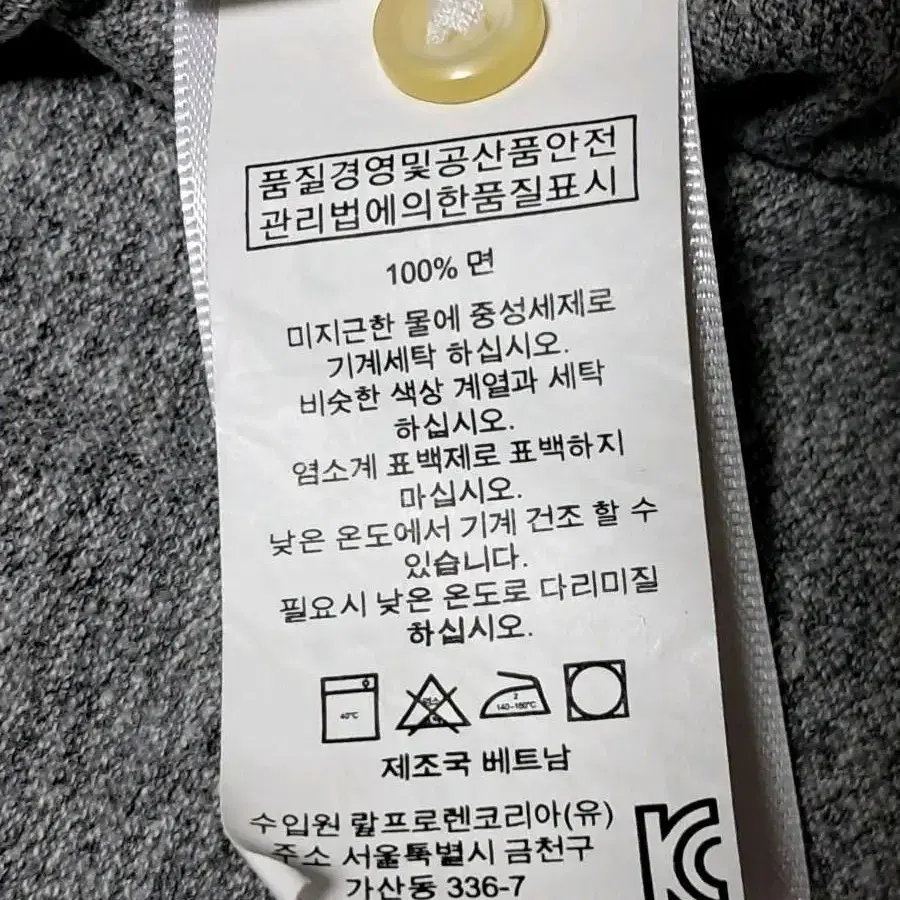 품질경영및공산품안전
관리법에의한품질표시
100% 면
미지근한 물에 중성세제로
기계세탁 하십시오.
비슷한 색상 계열과 세탁
하십시오.
염소계 표백제로 표백하지
마십시오.
낮은 온도에서 기계 건조 할 수
있습니다.
필요시 낮은 온도로 다리미질
하십시오.
40℃
염소
2
140~160℃
제조국 베트남
수입원 랄프로렌코리아(유)
주소 서울특별시 금천구
가산동 336-7